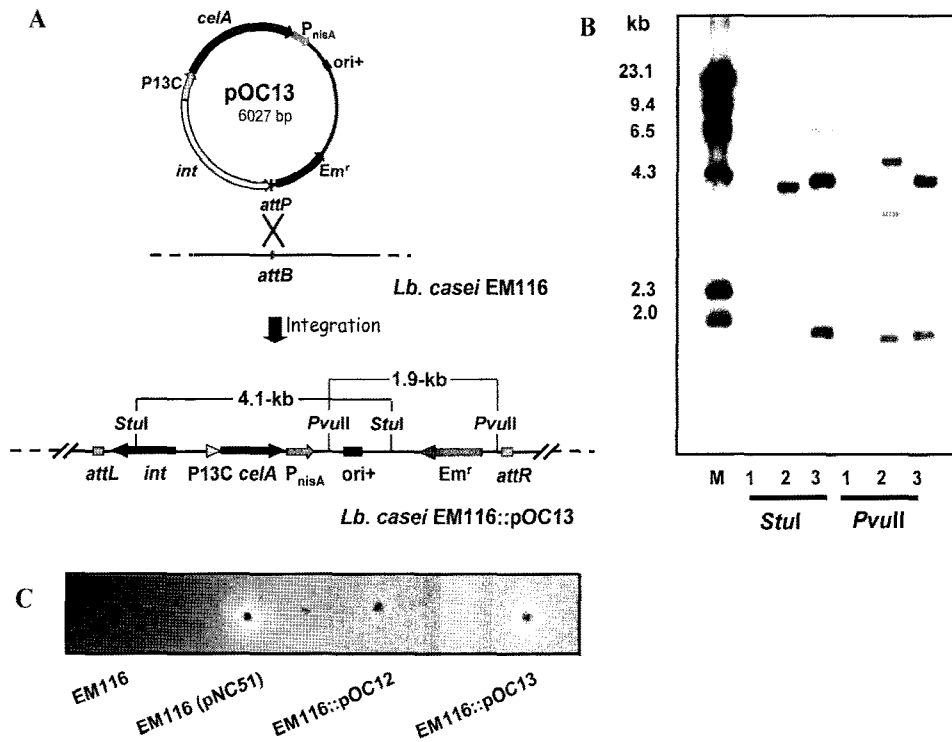 A
celA
PnisA
ori+
P13C
pOC13
6027 bp
int
Emr
attP
attB
Lb. casei EM116
Integration
1.9-kb
4.1-kb
StuI
PvuII
StuI
PvuII
attL
int
P13C celA
PnisA
ori+
Emr
attR
Lb. casei EM116::pOC13
B
kb
23.1
9.4
6.5
4.3
2.3
2.0
M 1 2 3 1 2 3
StuI PvuII
C
EM116
EM116 (pNC51)
EM116::pOC12
EM116::pOC13